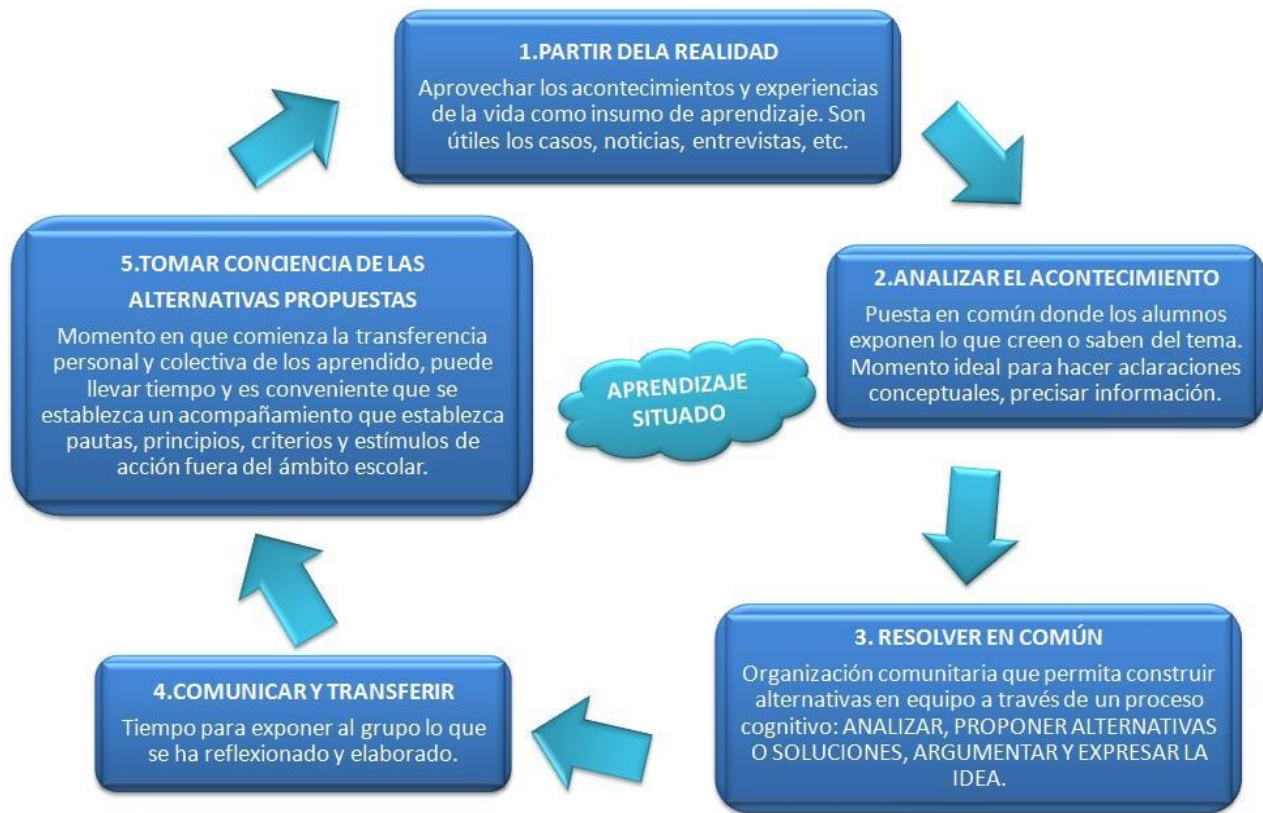 1.PARTIR DELA REALIDAD
Aprovechar los acontecimientos y experiencias
de la vida como insumo de aprendizaje. Son
útiles los casos, noticias, entrevistas, etc.
2.ANALIZAR EL ACONTECIMIENTO
Puesta en común donde los alumnos
exponen lo que creen o saben del tema.
Momento ideal para hacer aclaraciones
conceptuales, precisar información.
3. RESOLVER EN COMÚN
Organización comunitaria que permita construir
alternativas en equipo a través de un proceso
cognitivo: ANALIZAR, PROPONER ALTERNATIVAS
O SOLUCIONES, ARGUMENTAR Y EXPRESAR LA
IDEA.
4.COMUNICAR Y TRANSFERIR
Tiempo para exponer al grupo lo que
se ha reflexionado y elaborado.
5.TOMAR CONCIENCIA DE LAS
ALTERNATIVAS PROPUESTAS
Momento en que comienza la transferencia
personal y colectiva de los aprendido, puede
llevar tiempo y es conveniente que se
establezca un acompañamiento que establezca
pautas, principios, criterios y estímulos de
acción fuera del ámbito escolar.
APRENDIZAJE
SITUADO